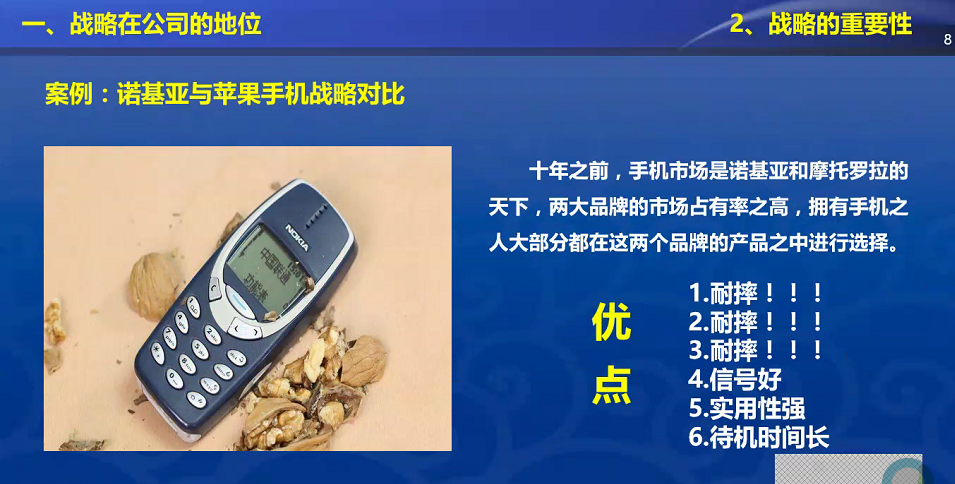 一、战略在公司的地位
2、战略的重要性
8
案例：诺基亚与苹果手机战略对比
NOKIA
中国联通
功能表
十年之前，手机市场是诺基亚和摩托罗拉的
天下，两大品牌的市场占有率之高，拥有手机之
人大部分都在这两个品牌的产品之中进行选择。
优
点
1.耐摔！！！
2.耐摔！！！
3.耐摔！！！
4.信号好
5.实用性强
6.待机时间长